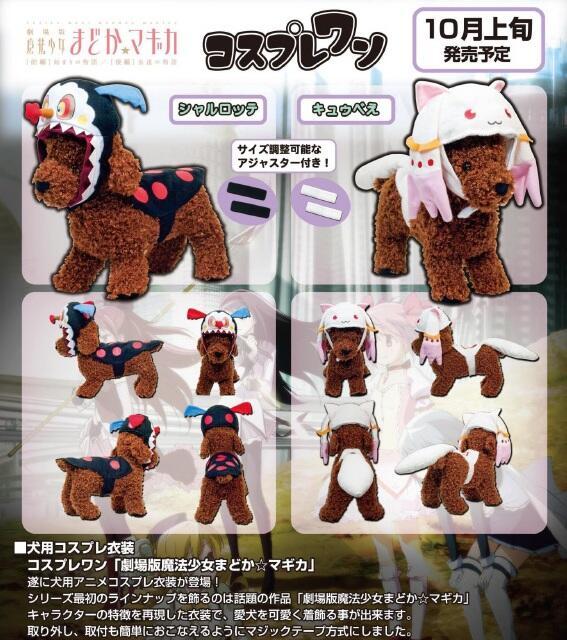 劇場版
魔法少女まどか☆マギカ
[前編] 始まりの物語／[後編] 永遠の物語
コスプレワン
10月上旬
発売予定
シャルロッテ
キュゥべえ
サイズ調整可能な
アジャスター付き!
■犬用コスプレ衣装
コスプレワン「劇場版魔法少女まどか☆マギカ」
遂に犬用アニメコスプレ衣装が登場！
シリーズ最初のラインナップを飾るのは話題の作品「劇場版魔法少女まどか☆マギカ」
キャラクターの特徴を再現した衣装で、愛犬を可愛く着飾る事が出来ます。
取り外し、取付も簡単におこなえるようにマジックテープ方式にしました。